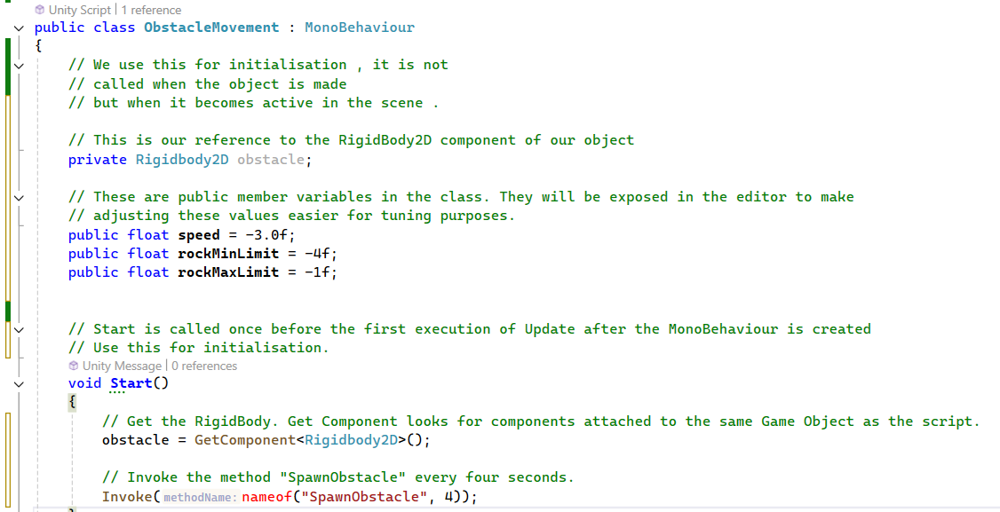 Unity Script | 1 reference
public class ObstacleMovement : MonoBehaviour
{
// We use this for initialisation , it is not
// called when the object is made
// but when it becomes active in the scene .
// This is our reference to the RigidBody2D component of our object
private Rigidbody2D obstacle;
// These are public member variables in the class. They will be exposed in the editor to make
// adjusting these values easier for tuning purposes.
public float speed = -3.0f;
public float rockMinLimit = -4f;
public float rockMaxLimit = -1f;
// Start is called once before the first execution of Update after the MonoBehaviour is created
// Use this for initialisation.
Unity Message | 0 references
void Start()
{
// Get the RigidBody. Get Component looks for components attached to the same Game Object as the script.
obstacle = GetComponent<Rigidbody2D>();
// Invoke the method "SpawnObstacle" every four seconds.
Invoke(methodName: nameof("SpawnObstacle", 4));